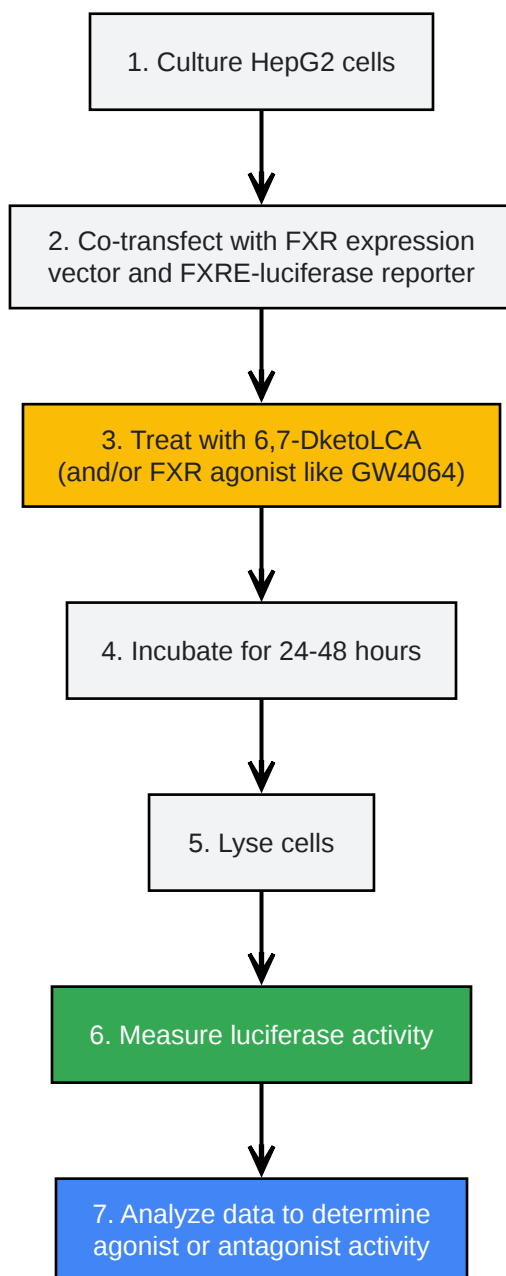 1. Culture HepG2 cells
2. Co-transfect with FXR expression
vector and FXRE-luciferase reporter
3. Treat with 6,7-DketoLCA
(and/or FXR agonist like GW4064)
4. Incubate for 24-48 hours
5. Lyse cells
6. Measure luciferase activity
7. Analyze data to determine
agonist or antagonist activity